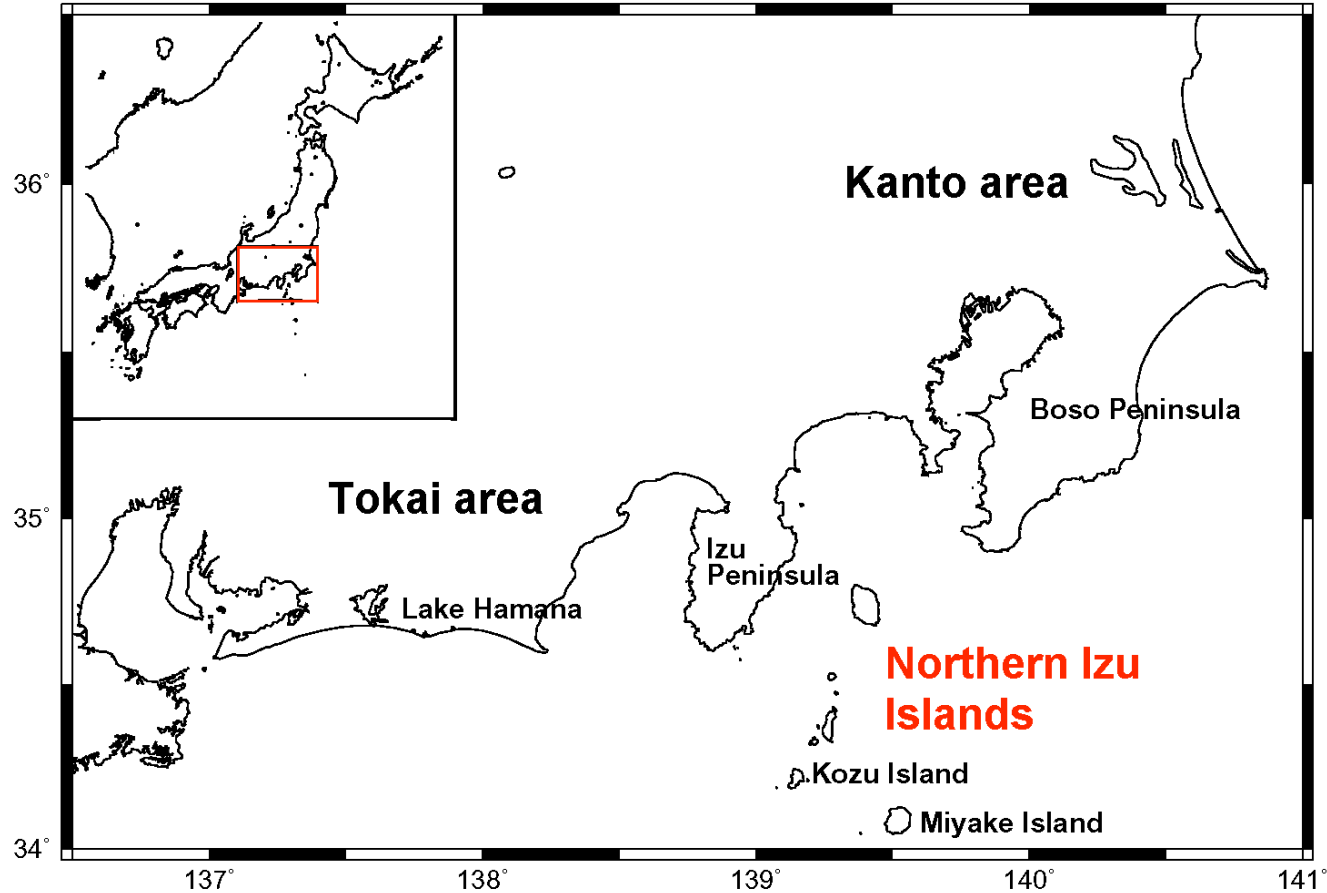 36°
Kanto area
Boso Peninsula
Tokai area
35°
Izu
Peninsula
Lake Hamana
Northern Izu
Islands
Kozu Island
Miyake Island
34°
137°
138°
139°
140°
141°